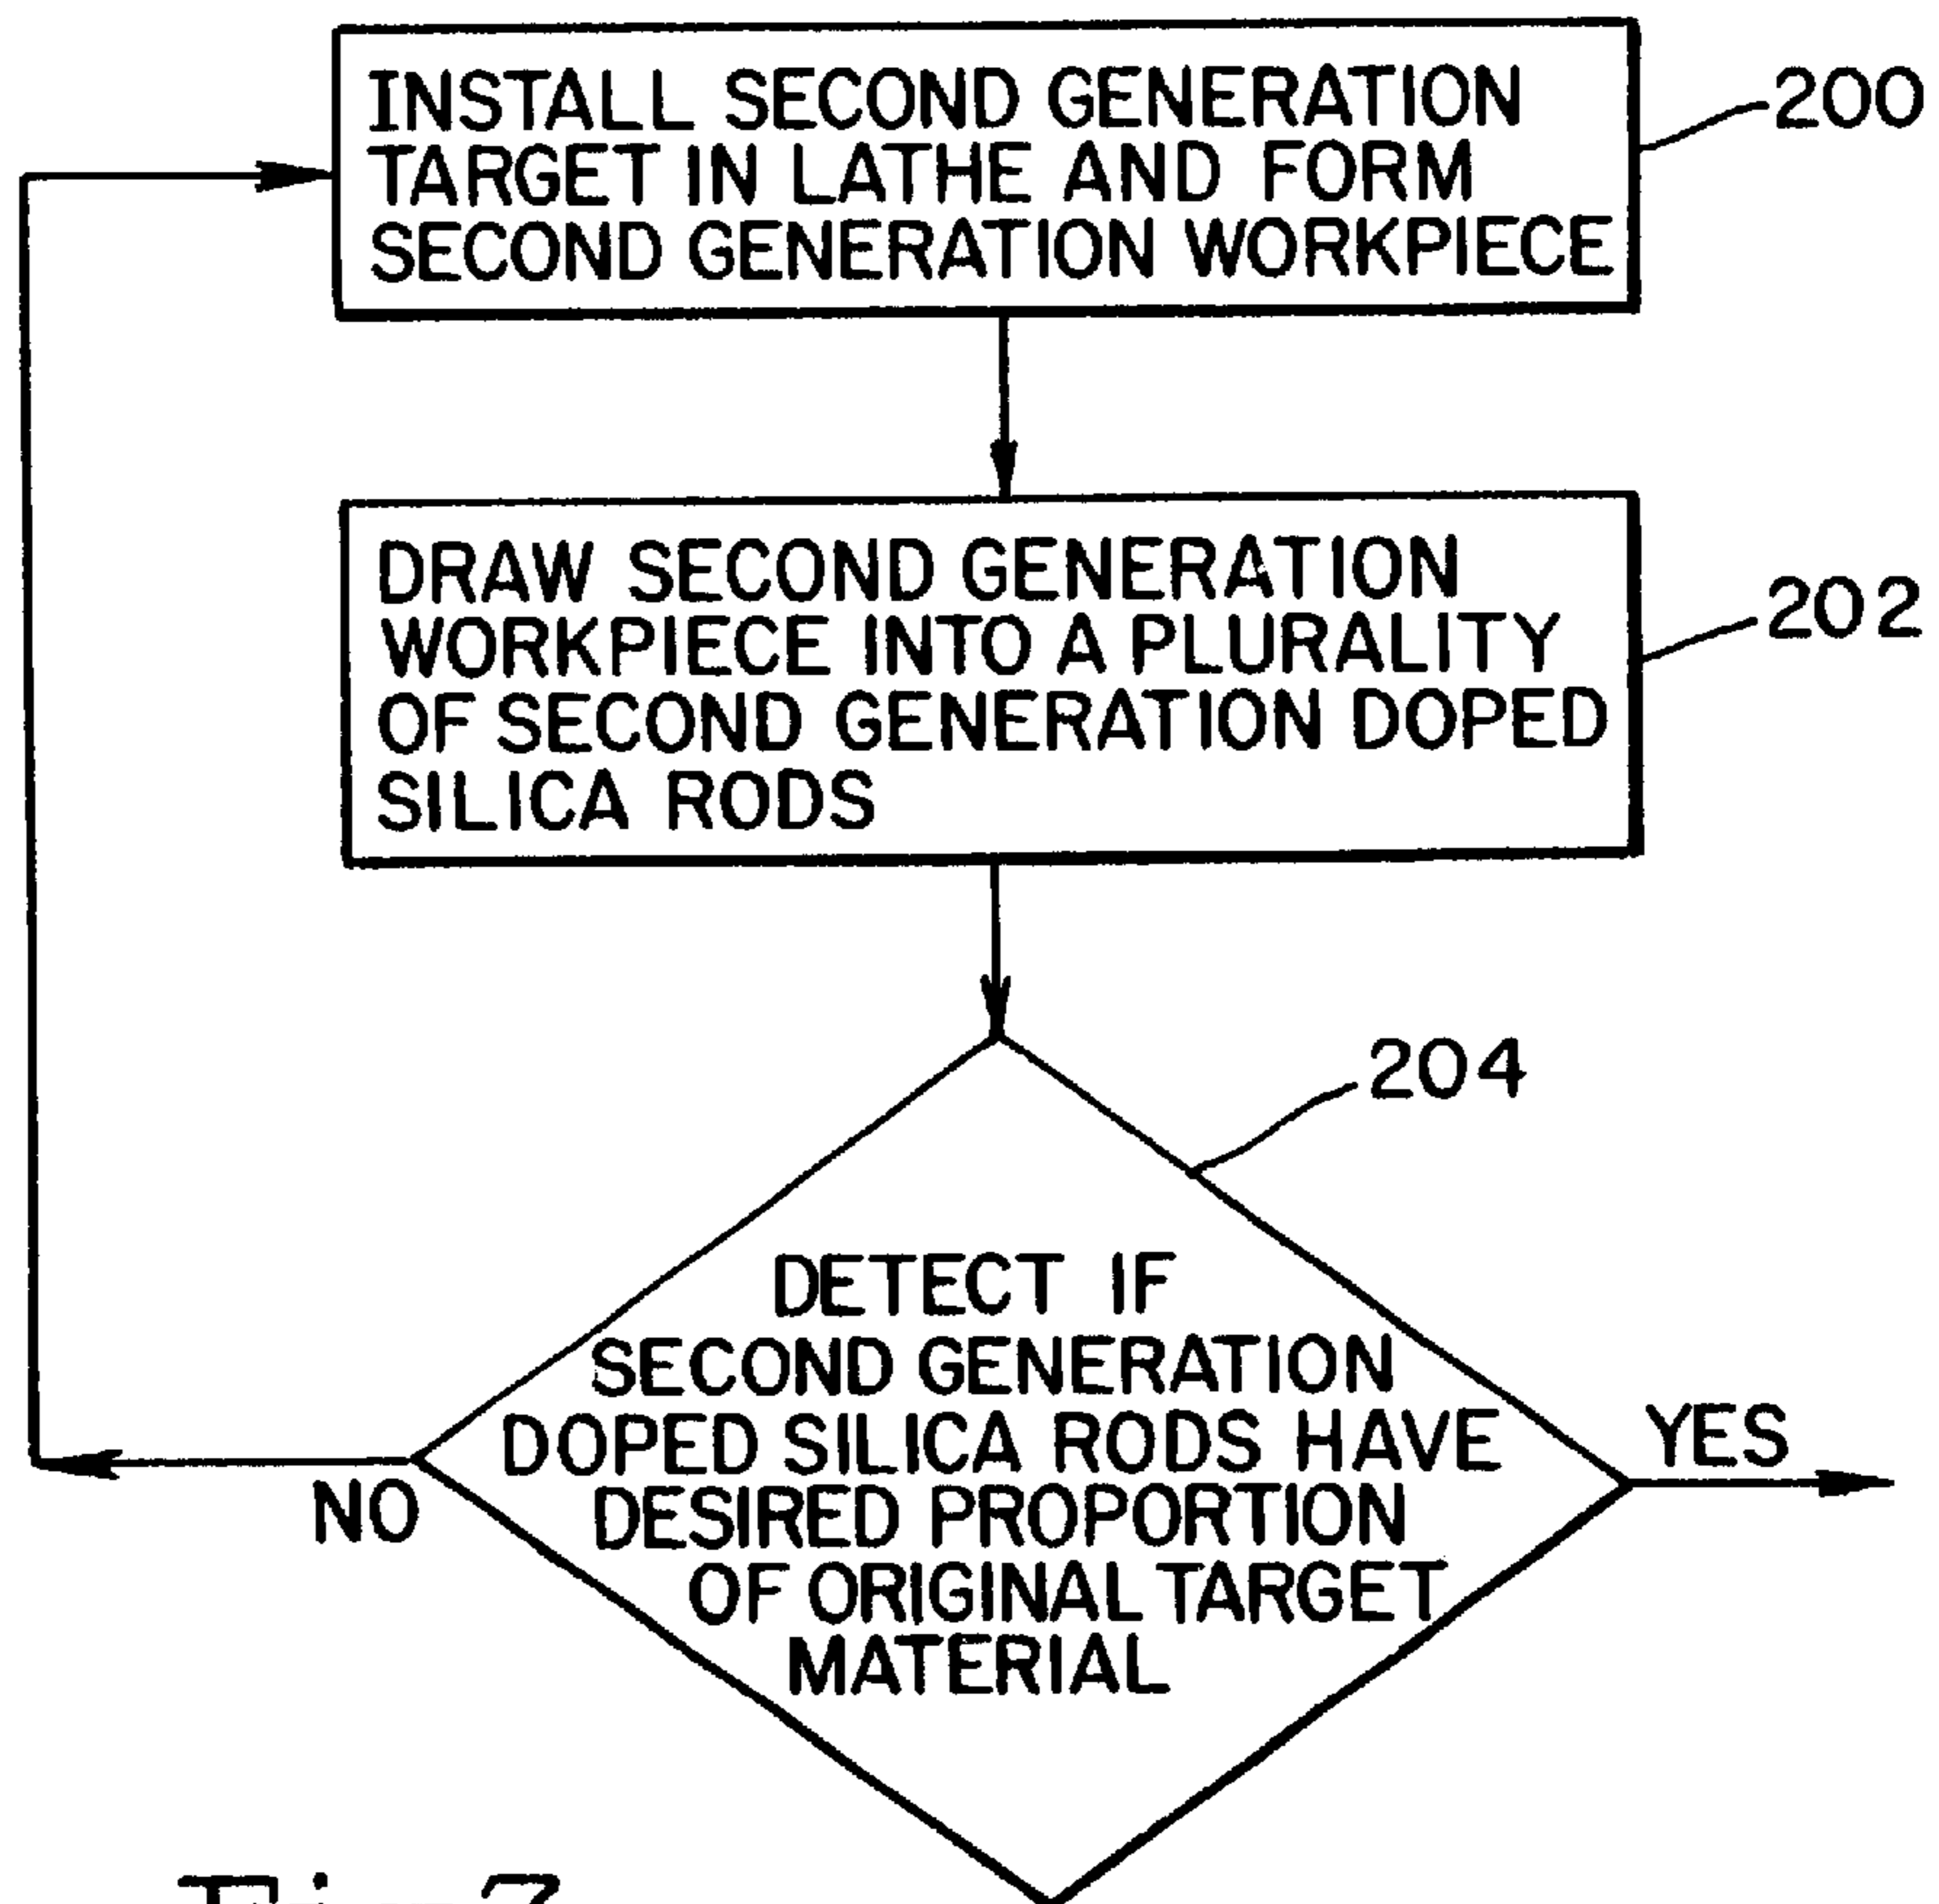 INSTALL SECOND GENERATION
TARGET IN LATHE AND FORM
SECOND GENERATION WORKPIECE
200
DRAW SECOND GENERATION
WORKPIECE INTO A PLURALITY
OF SECOND GENERATION DOPED
SILICA RODS
202
204
DETECT IF
SECOND GENERATION
DOPED SILICA RODS HAVE
DESIRED PROPORTION
OF ORIGINAL TARGET
MATERIAL
YES
NO